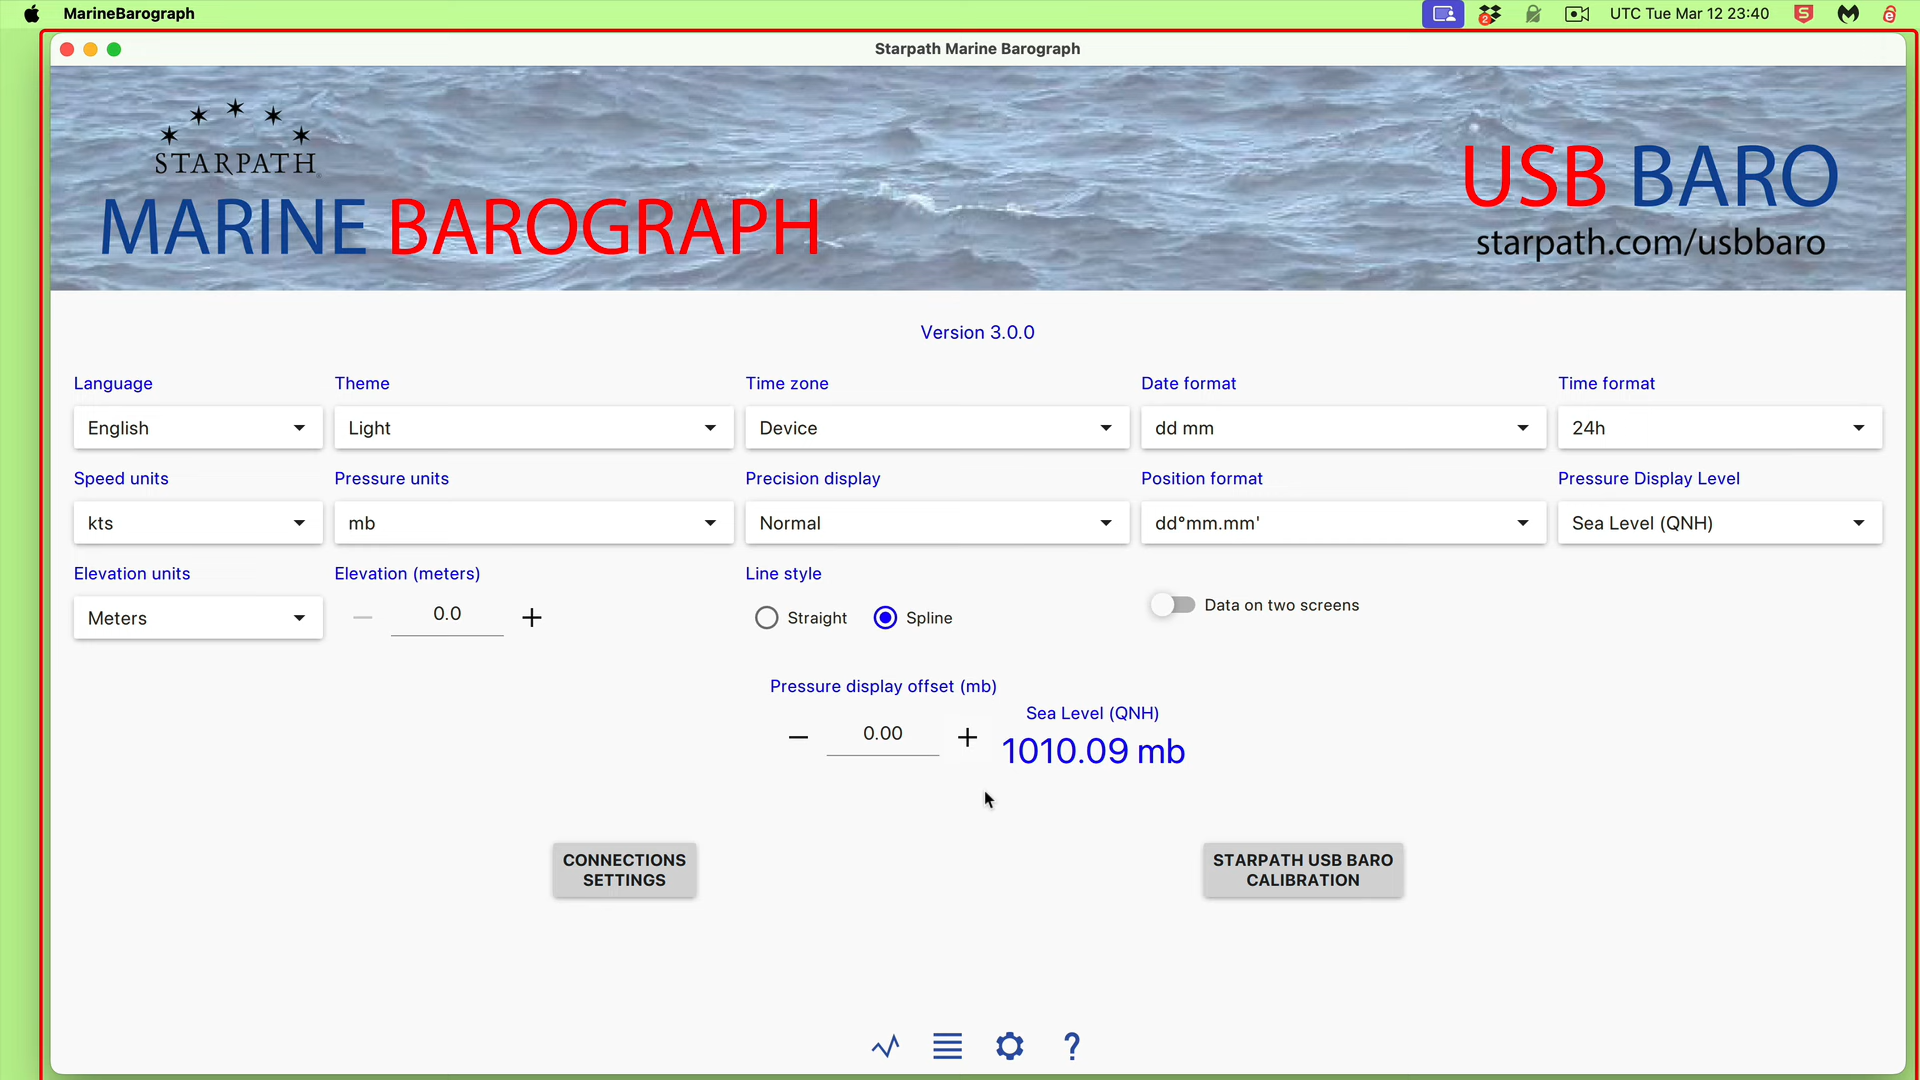 MarineBarograph
2
UTC Tue Mar 12 23:40
Starpath Marine Barograph
STARPATH
MARINE BAROGRAPH
USB BARO
starpath.com/usbbaro
Version 3.0.0
Language
Theme
Time zone
Date format
Time format
English
Light
Device
dd mm
24h
Speed units
Pressure units
Precision display
Position format
Pressure Display Level
kts
mb
Normal
dd°mm.mm'
Sea Level (QNH)
Elevation units
Elevation (meters)
Line style
Meters
0.0
Straight
Spline
Data on two screens
Pressure display offset (mb)
0.00
Sea Level (QNH)
1010.09 mb
CONNECTIONS
SETTINGS
STARPATH USB BARO
CALIBRATION
?